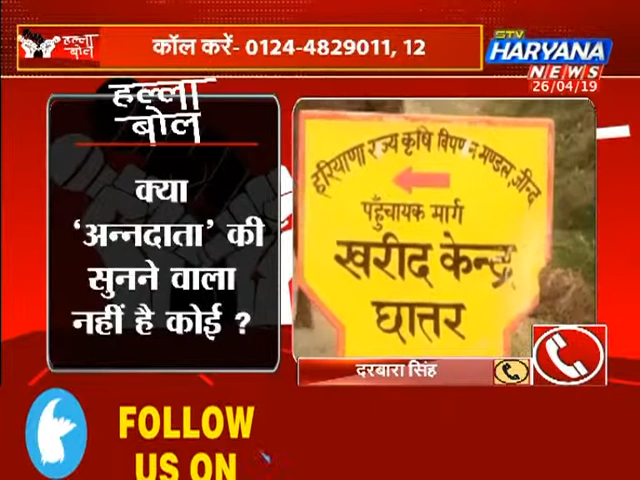 हल्ला
बोल
कॉल करें- 0124-4829011, 12
STV
HARYANA
NEWS
26/04/19
हल्ला
बोल
क्या
‘अन्नदाता’ की
सुनने वाला
नहीं है कोई ?
हरियाणा राज्य कृषि विपणन मण्डल, जीन्द
पहुँचायक मार्ग
खरीद केन्द्र
छात्तर
दरबारा सिंह
FOLLOW
US ON